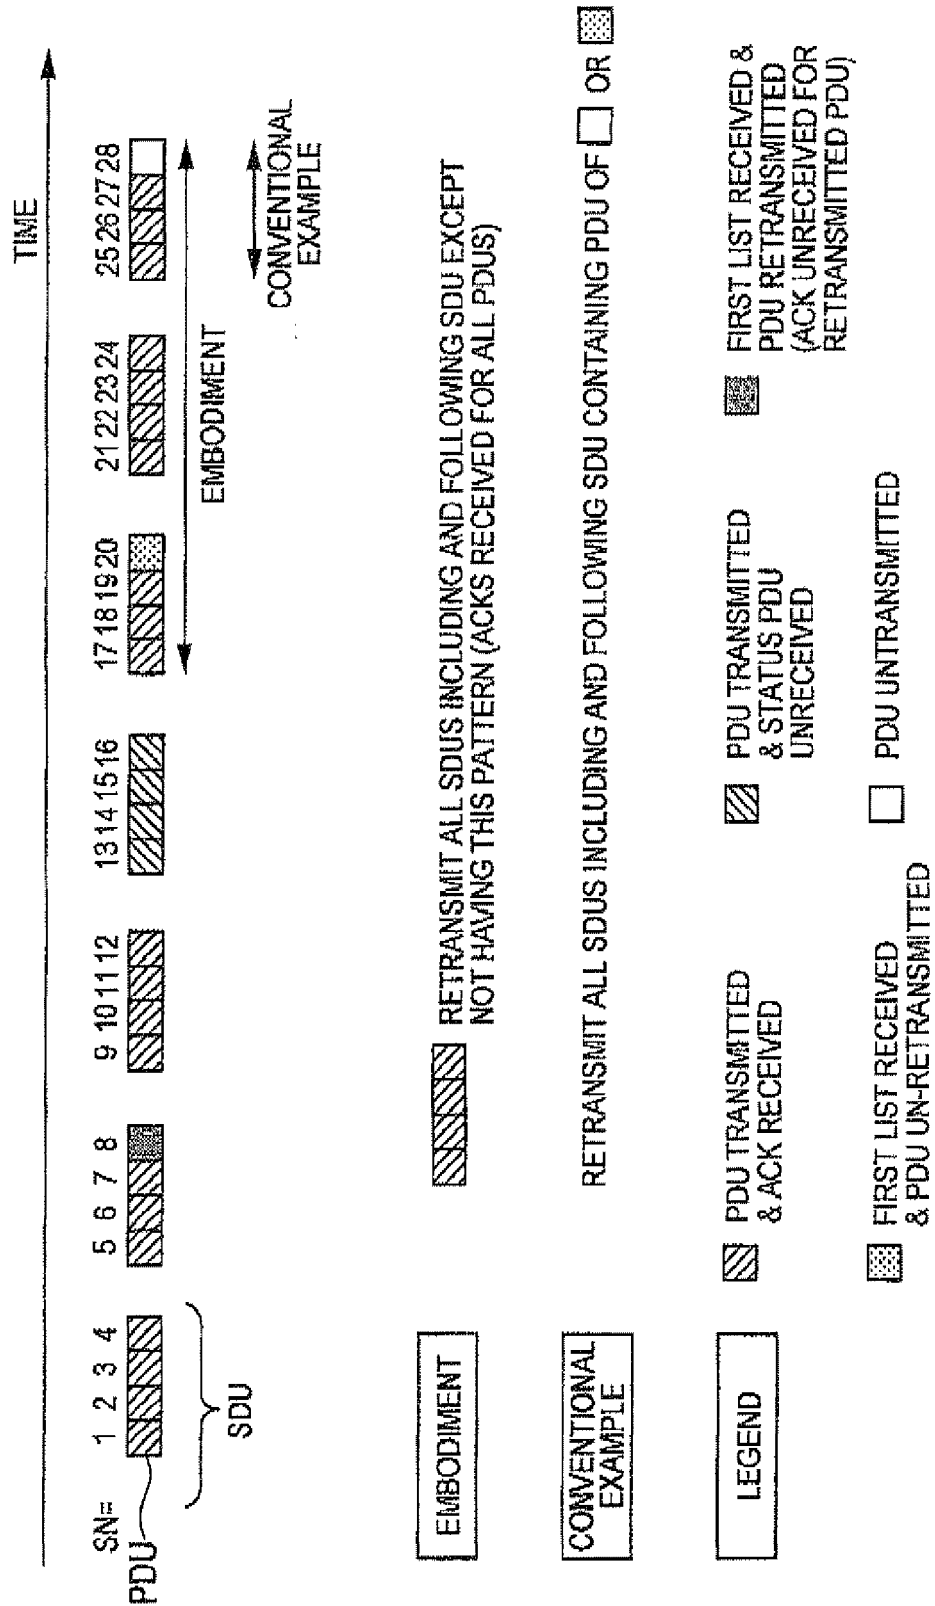 TIME
SN= 1 2 3 4 5 6 7 8 9 10 11 12 13 14 15 16 17 18 19 20 21 22 23 24 25 26 27 28
PDU
SDU
EMBODIMENT
CONVENTIONAL
EXAMPLE
EMBODIMENT
RETRANSMIT ALL SDUS INCLUDING AND FOLLOWING SDU EXCEPT
NOT HAVING THIS PATTERN (ACKS RECEIVED FOR ALL PDUS)
CONVENTIONAL
EXAMPLE
RETRANSMIT ALL SDUS INCLUDING AND FOLLOWING SDU CONTAINING PDU OF OR
LEGEND
PDU TRANSMITTED
& ACK RECEIVED
PDU TRANSMITTED
& STATUS PDU
UNRECEIVED
FIRST LIST RECEIVED &
PDU RETRANSMITTED
(ACK UNRECEIVED FOR
RETRANSMITTED PDU)
FIRST LIST RECEIVED
& PDU UN-RETRANSMITTED
PDU UNTRANSMITTED